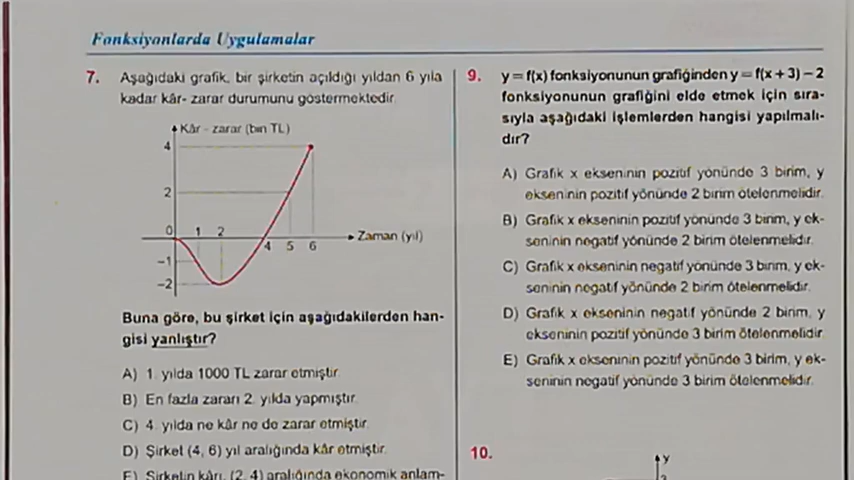 Fonksiyonlarda Uygulamalar
7. Aşağıdaki grafik, bir şirketin açıldığı yıldan 6 yıla
kadar kâr- zarar durumunu göstermektedir.
Kâr - zarar (bin TL)
4
2
0 1 2 4 5 6
Zaman (yıl)
−1
−2
Buna göre, bu şirket için aşağıdakilerden han-
gisi yanlıştır?
A) 1. yılda 1000 TL zarar etmiştir.
B) En fazla zararı 2. yılda yapmıştır.
C) 4. yılda ne kâr ne de zarar etmiştir.
D) Şirket (4, 6) yıl aralığında kâr etmiştir.
E) Şirketin kârı, (2, 4) aralığında ekonomik anlam-
9. y = f(x) fonksiyonunun grafiğinden y = f(x + 3) − 2
fonksiyonunun grafiğini elde etmek için sıra-
sıyla aşağıdaki işlemlerden hangisi yapılmalı-
dır?
A) Grafik x ekseninin pozitif yönünde 3 birim, y
ekseninin pozitif yönünde 2 birim ötelenmelidir.
B) Grafik x ekseninin pozitif yönünde 3 birim, y ek-
seninin negatif yönünde 2 birim ötelenmelidir.
C) Grafik x ekseninin negatif yönünde 3 birim, y ek-
seninin negatif yönünde 2 birim ötelenmelidir.
D) Grafik x ekseninin negatif yönünde 2 birim, y
ekseninin pozitif yönünde 3 birim ötelenmelidir.
E) Grafik x ekseninin pozitif yönünde 3 birim, y ek-
seninin negatif yönünde 3 birim ötelenmelidir.
10.
y